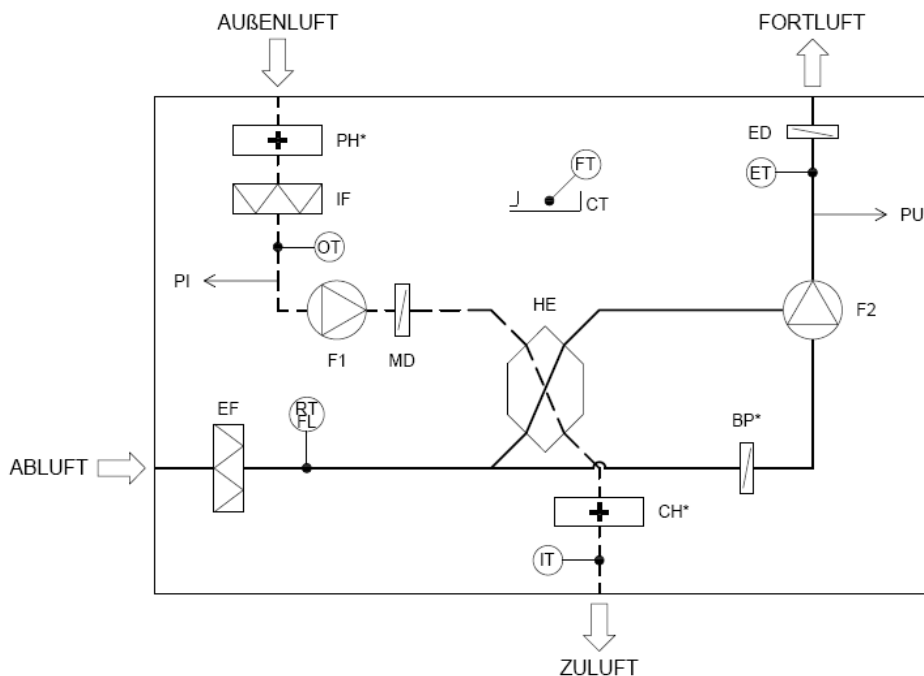 AUßENLUFT
FORTLUFT
PH*
ED
IF
FT
CT
ET
OT
PU
PI
F1
MD
HE
F2
EF
RT
FL
BP*
ABLUFT
CH*
IT
ZULUFT